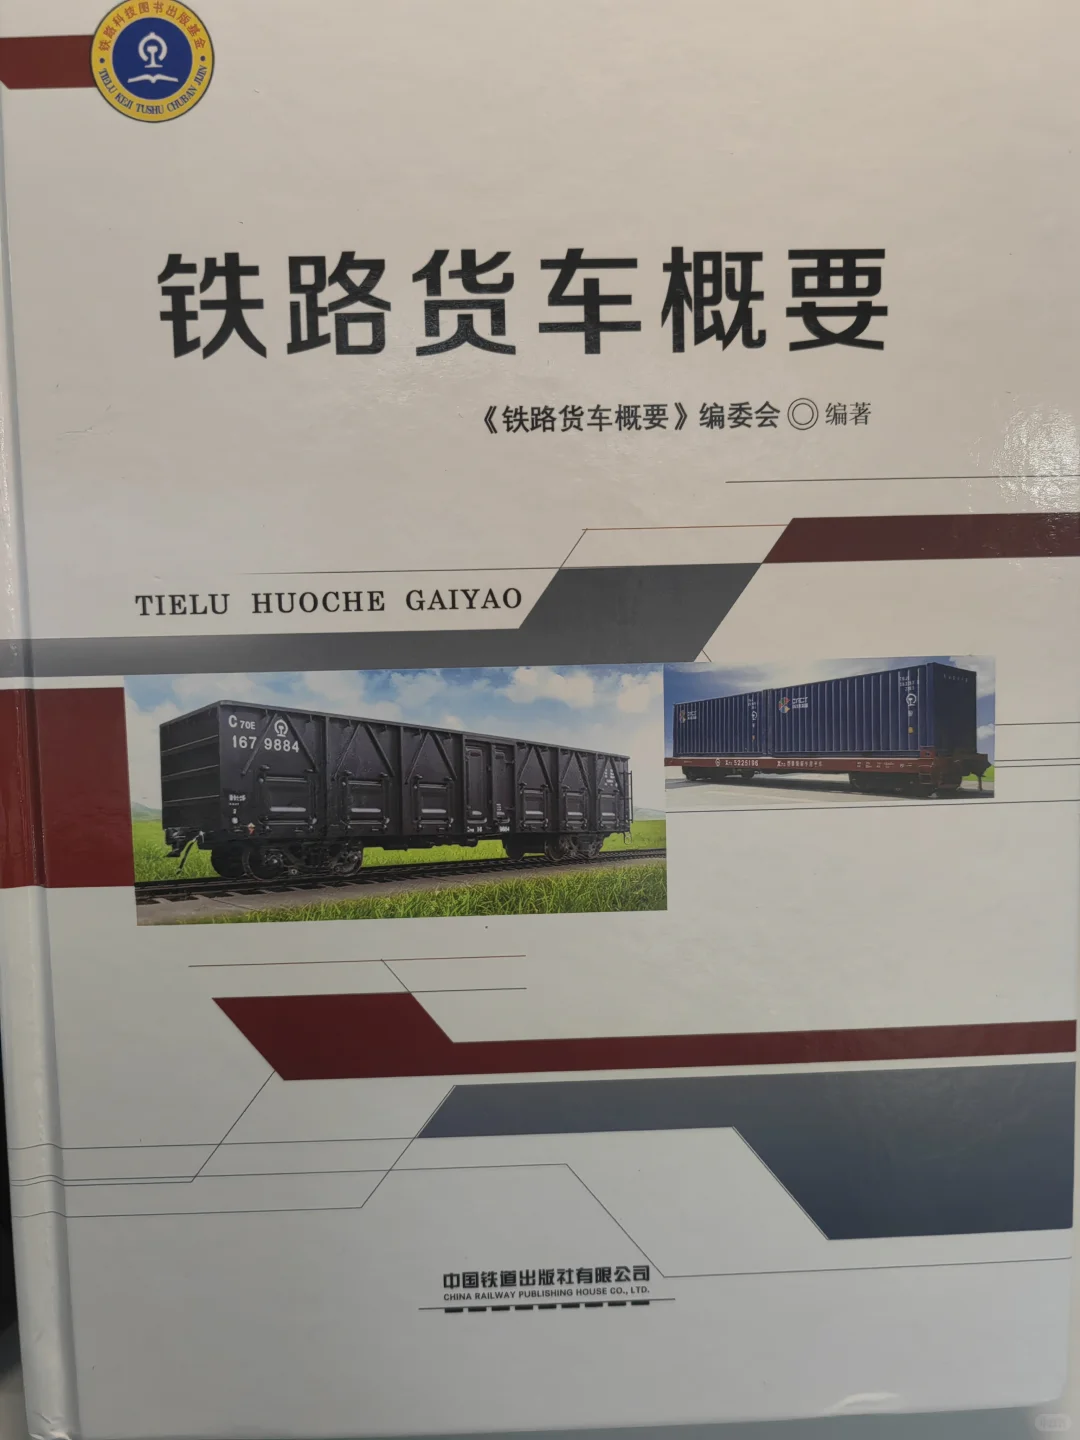 铁路科技图书出版基金
TIELU KEJI TUSHU CHUBAN JIJIN
铁路货车概要
《铁路货车概要》编委会◎编著
TIELU HUOCHE GAIYAO
C70E
167 9884
5226196
中国铁道出版社有限公司
CHINA RAILWAY PUBLISHING HOUSE CO., LTD.